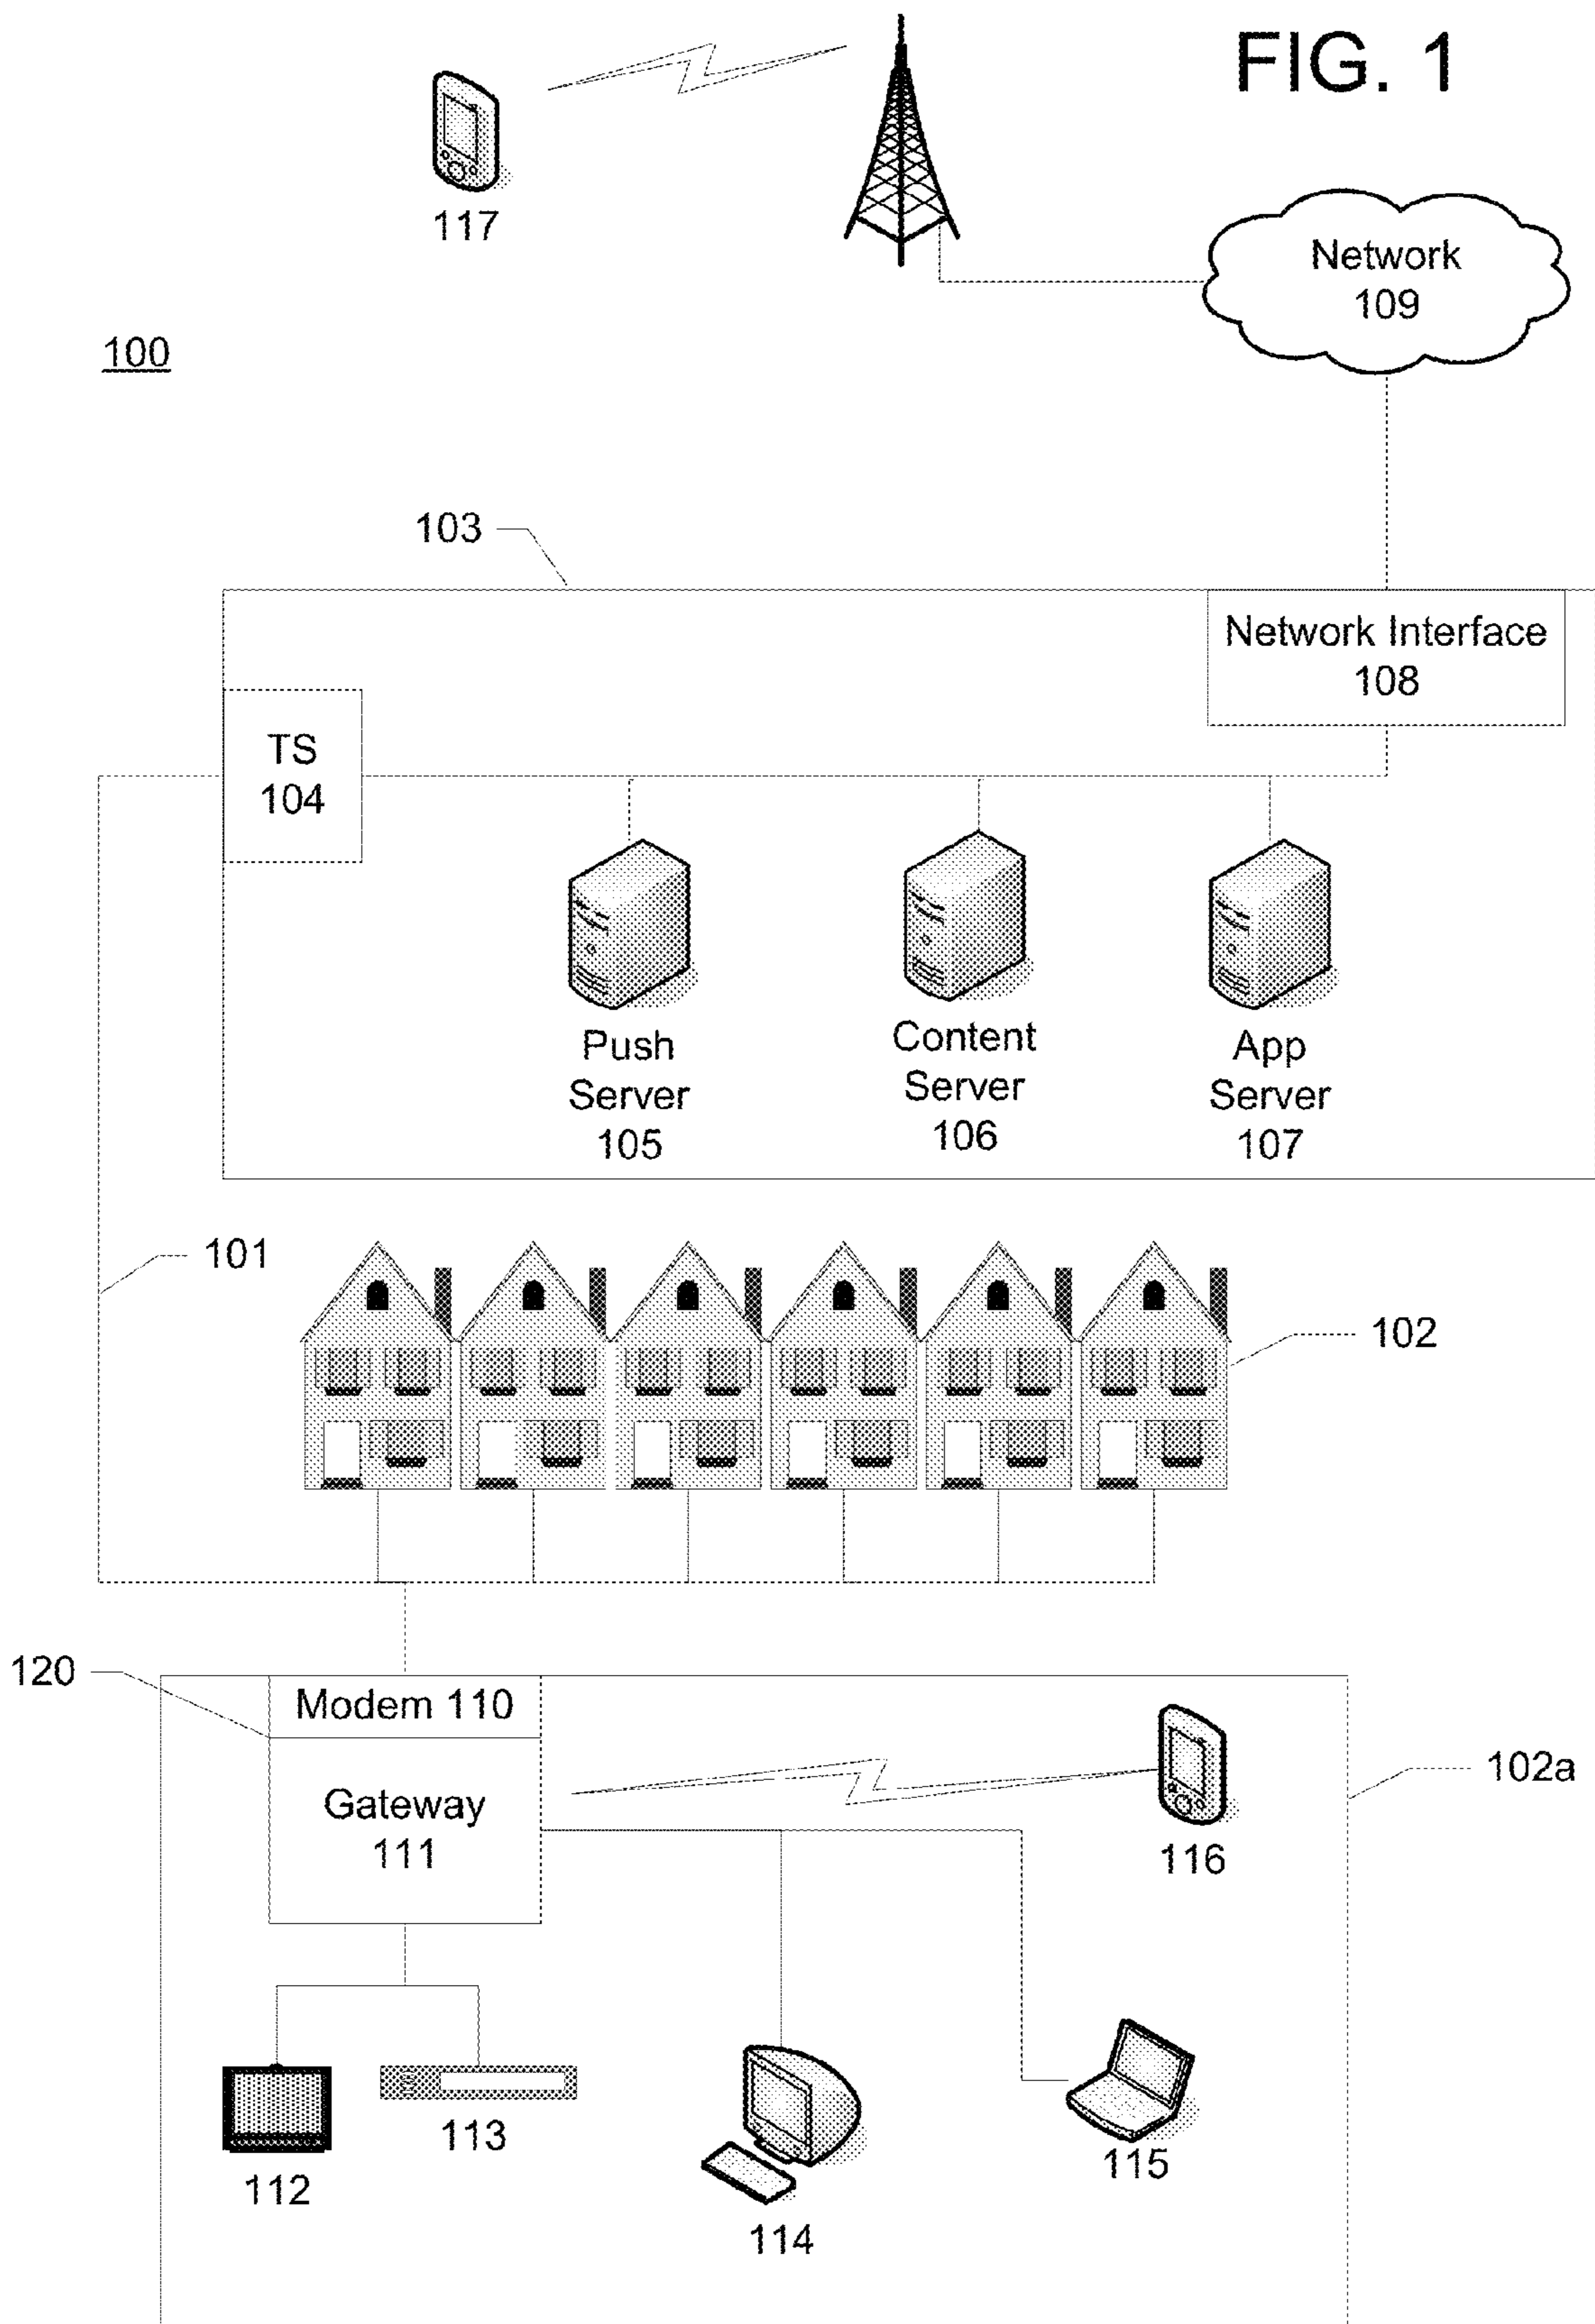 FIG. 1
117
Network
109
100
103
Network Interface
108
TS
104
Push
Server
105
Content
Server
106
App
Server
107
101
102
120
Modem 110
102a
Gateway
111
116
112
113
114
115